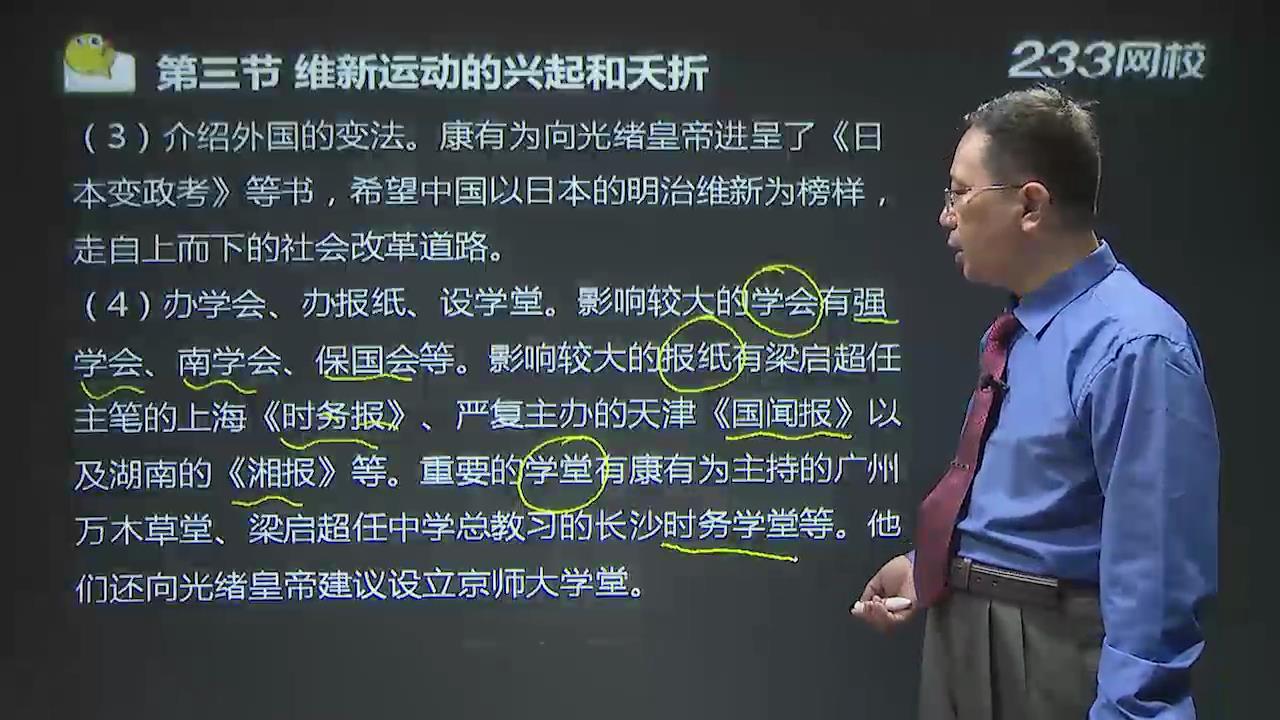 第三节 维新运动的兴起和夭折
233网校
（3）介绍外国的变法。康有为向光绪皇帝进呈了《日
本变政考》等书，希望中国以日本的明治维新为榜样，
走自上而下的社会改革道路。
（4）办学会、办报纸、设学堂。影响较大的学会有强
学会、南学会、保国会等。影响较大的报纸有梁启超任
主笔的上海《时务报》、严复主办的天津《国闻报》以
及湖南的《湘报》等。重要的学堂有康有为主持的广州
万木草堂、梁启超任中学总教习的长沙时务学堂等。他
们还向光绪皇帝建议设立京师大学堂。